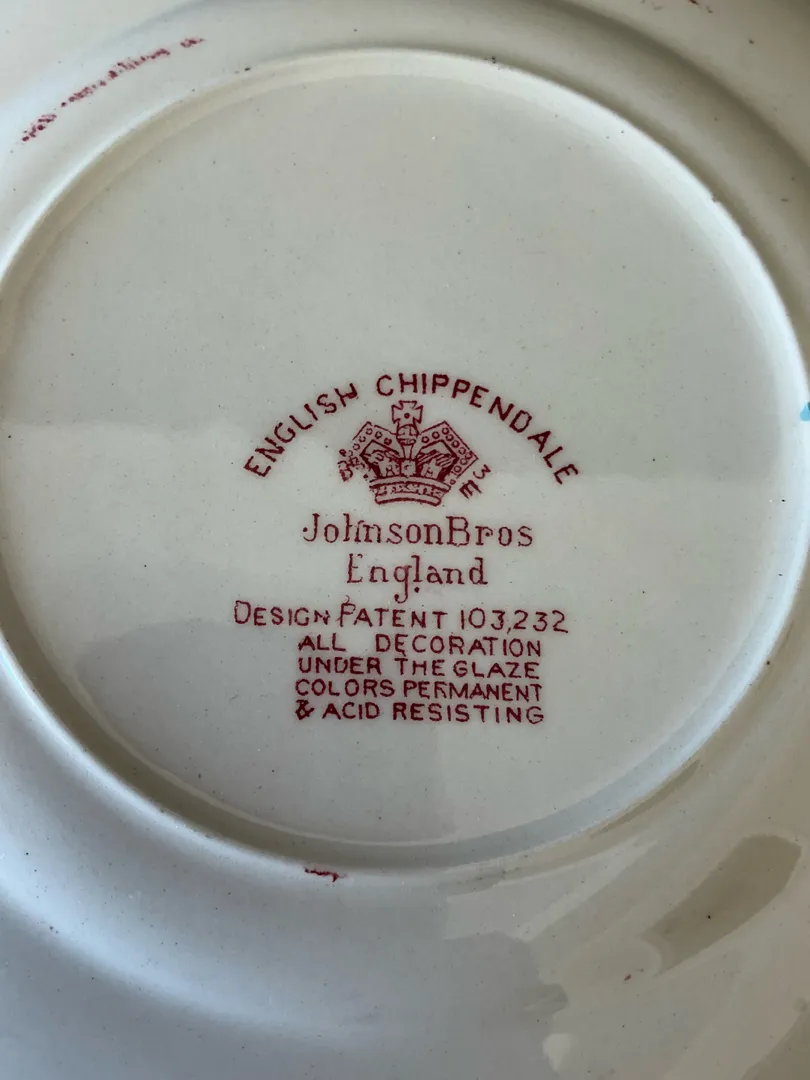 ENGLISH CHIPPENDALE
JohnsonBros
England
DESIGN PATENT 103,232
ALL DECORATION
UNDER THE GLAZE
COLORS PERMANENT
& ACID RESISTING